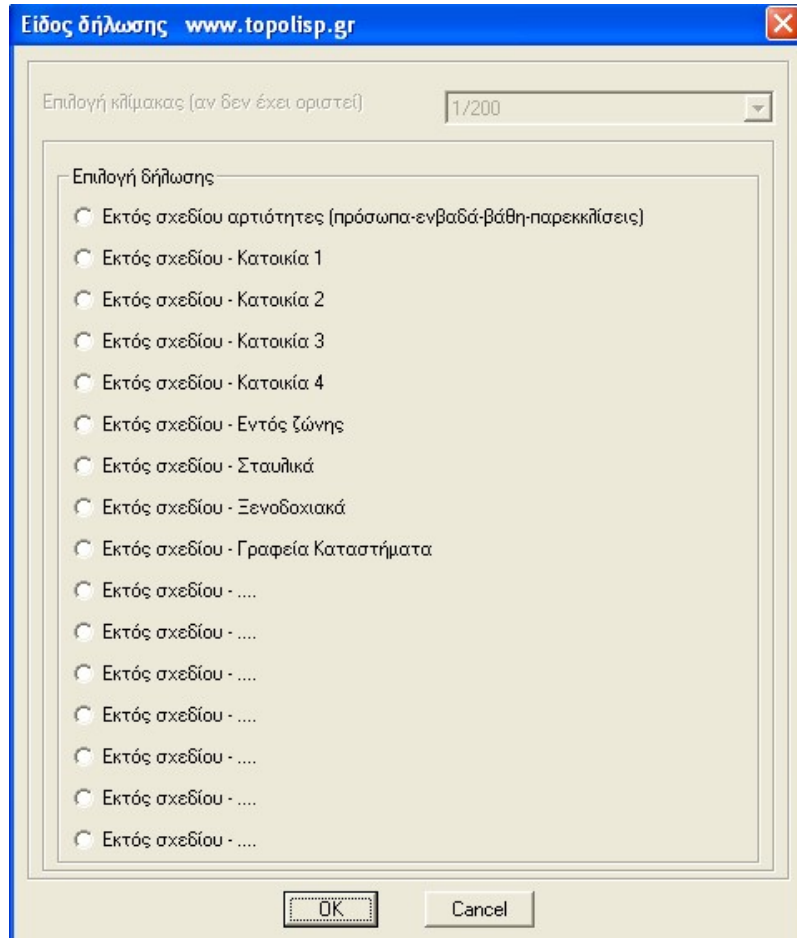 Είδος δήλωσης www.topolisp.gr
Επιλογή κλίμακας (αν δεν έχει οριστεί) 1/200
Επιλογή δήλωσης
Εκτός σχεδίου αρτιότητες (πρόσωπα-ενβαδά-βάθη-παρεκκλίσεις)
Εκτός σχεδίου - Κατοικία 1
Εκτός σχεδίου - Κατοικία 2
Εκτός σχεδίου - Κατοικία 3
Εκτός σχεδίου - Κατοικία 4
Εκτός σχεδίου - Εντός ζώνης
Εκτός σχεδίου - Σταυλικά
Εκτός σχεδίου - Ξενοδοχιακά
Εκτός σχεδίου - Γραφεία Καταστήματα
Εκτός σχεδίου - ....
Εκτός σχεδίου - ....
Εκτός σχεδίου - ....
Εκτός σχεδίου - ....
Εκτός σχεδίου - ....
Εκτός σχεδίου - ....
Εκτός σχεδίου - ....
OK Cancel